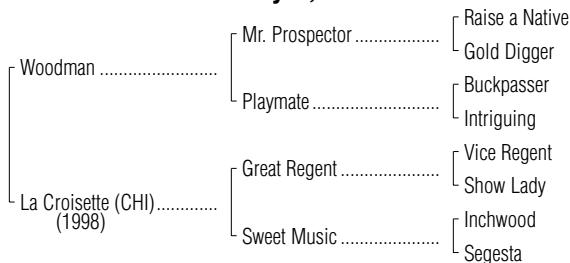 Raise a Native
Mr. Prospector ....................
Gold Digger
Woodman ............................
Buckpasser
Playmate ..............................
Intriguing
Vice Regent
Great Regent .......................
Show Lady
La Croisette (CHI)..............
(1998)
Inchwood
Sweet Music .......................
Segesta